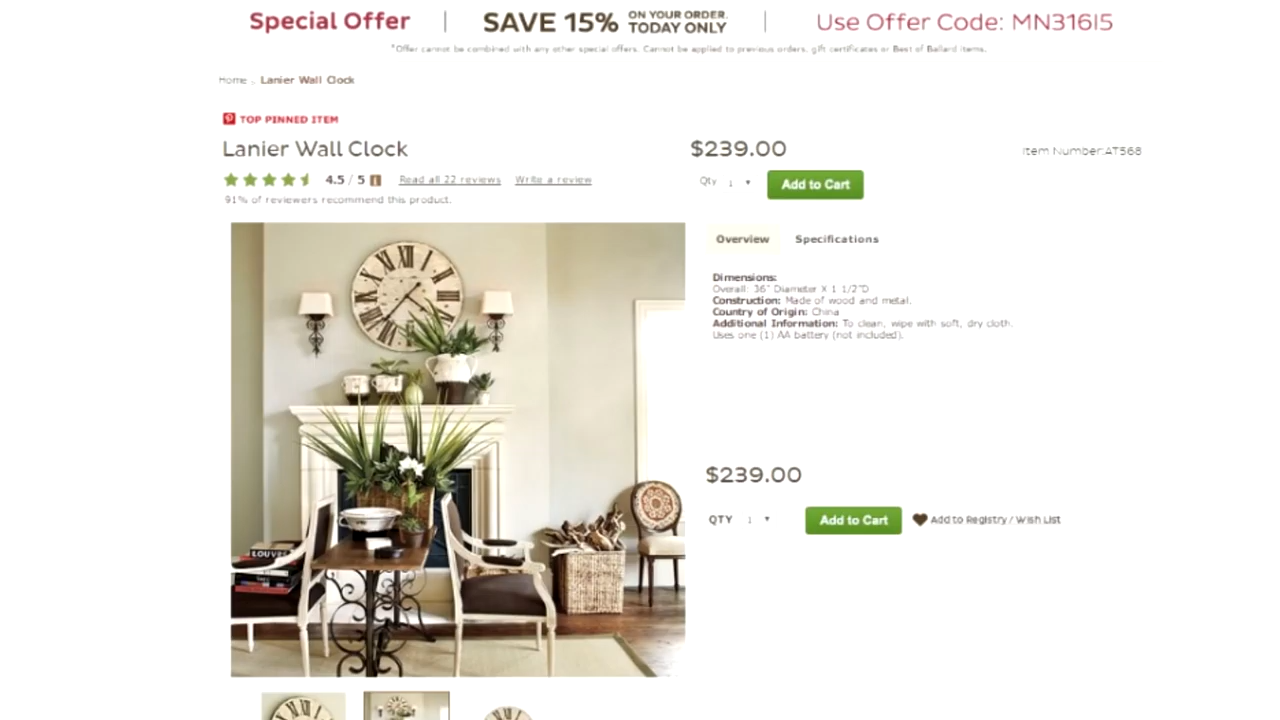 Special Offer | SAVE 15% ON YOUR ORDER. TODAY ONLY | Use Offer Code: MN316I5
*Offer cannot be combined with any other special offers. Cannot be applied to previous orders, gift certificates or Best of Ballard items.
Home > Lanier Wall Clock
TOP PINNED ITEM
Lanier Wall Clock
4.5 / 5 Read all 22 reviews Write a review
91% of reviewers recommend this product.
$239.00
Item Number:AT568
Qty 1 Add to Cart
Overview Specifications
Dimensions:
Overall: 36" Diameter X 1 1/2"D
Construction: Made of wood and metal.
Country of Origin: China
Additional Information: To clean, wipe with soft, dry cloth.
Uses one (1) AA battery (not included).
LOUVRE
$239.00
QTY 1 Add to Cart Add to Registry / Wish List